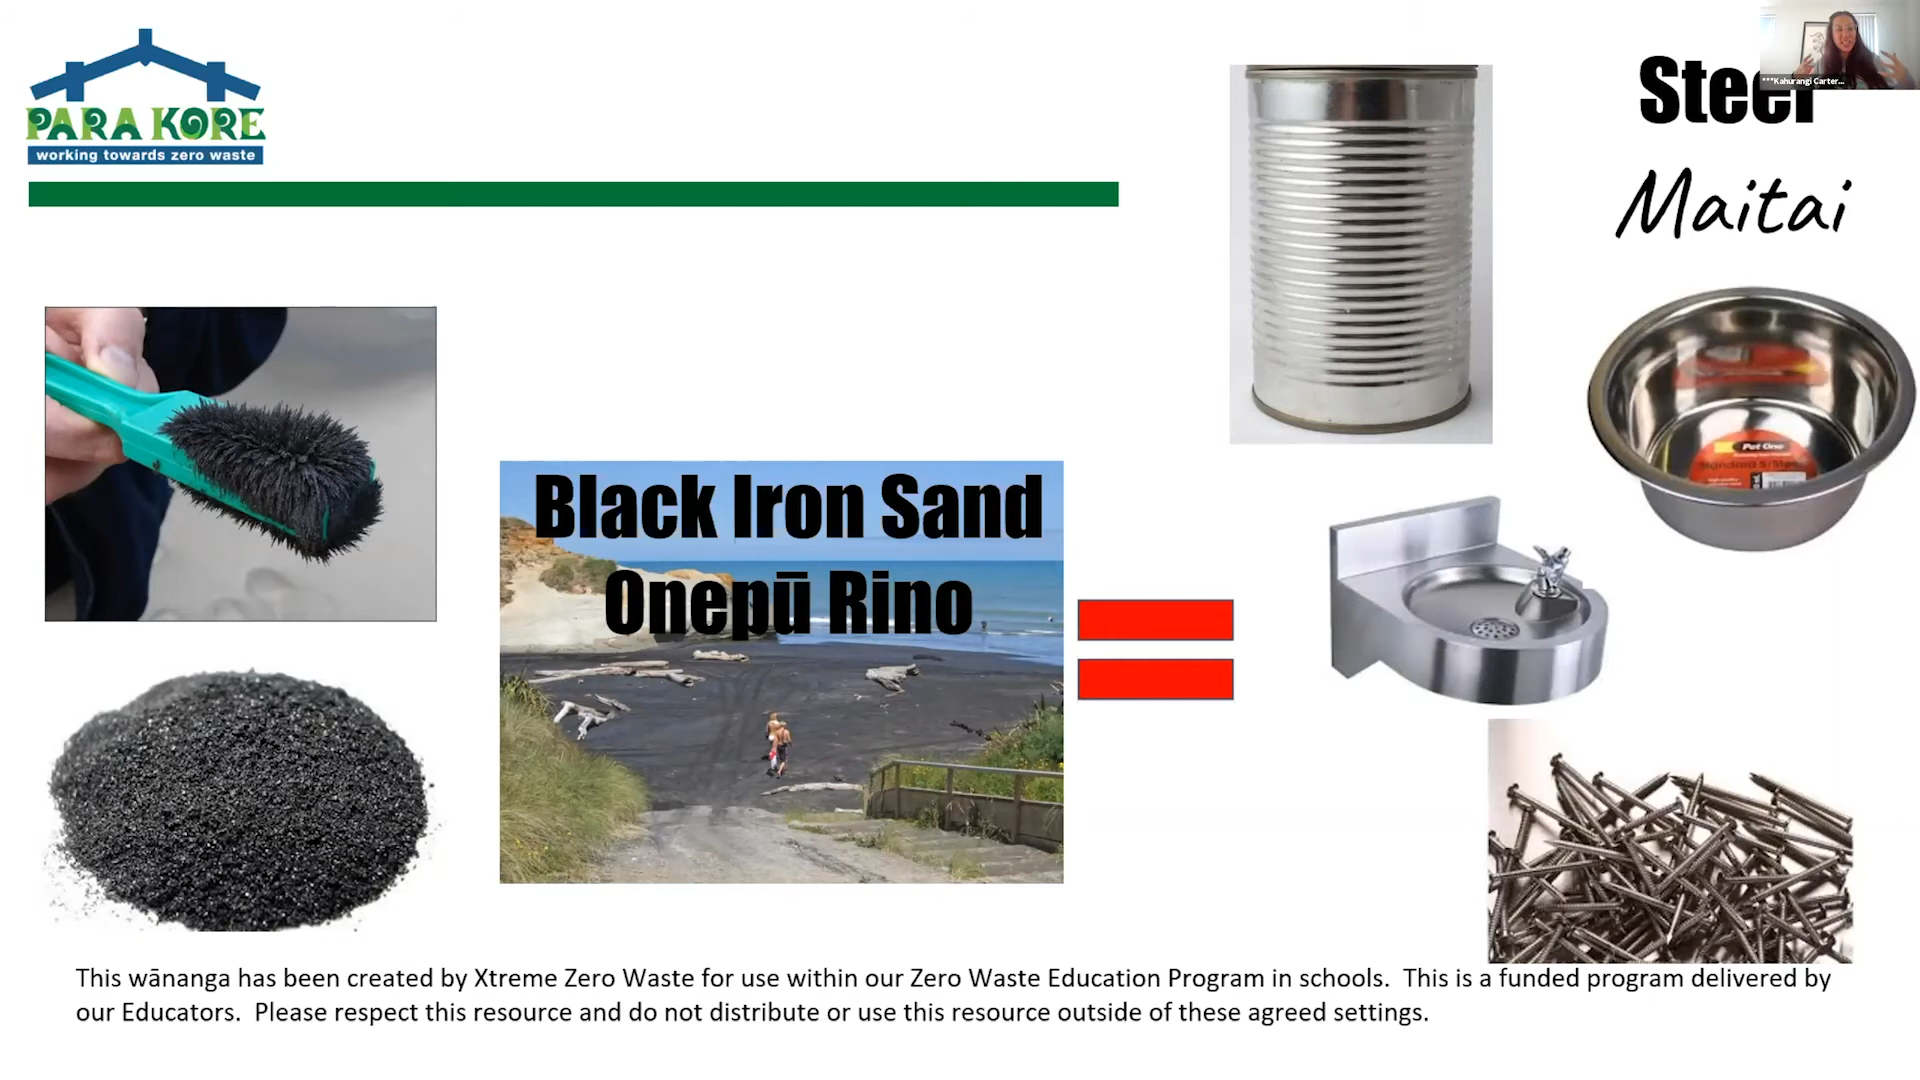 PARA KORE
working towards zero waste
Steel
***Kahurangi Carter...
Maitai
Pet One
Black Iron Sand
Onepū Rino
This wānanga has been created by Xtreme Zero Waste for use within our Zero Waste Education Program in schools.  This is a funded program delivered by
our Educators.  Please respect this resource and do not distribute or use this resource outside of these agreed settings.